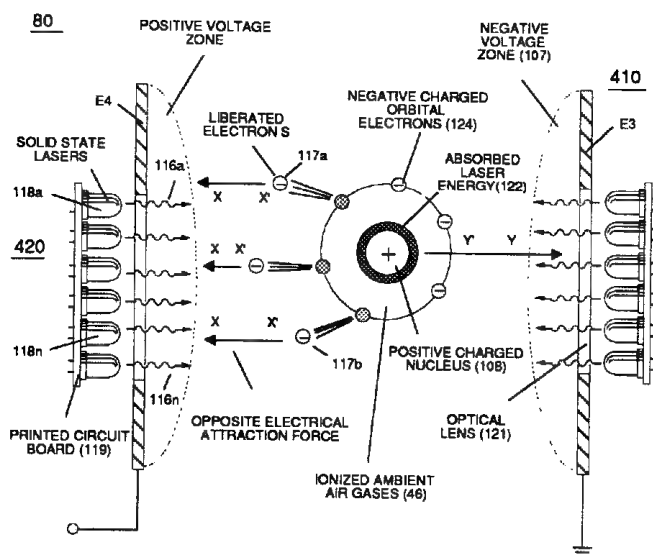 80
POSITIVE VOLTAGE
ZONE
NEGATIVE
VOLTAGE
ZONE (107)
410
E4
LIBERATED
ELECTRON S
NEGATIVE CHARGED
ORBITAL
ELECTRONS (124)
E3
SOLID STATE
LASERS
116a
117a
ABSORBED
LASER
ENERGY(122)
118a
X X'
420
X X'
+
Y' Y
X X'
118n
117b
POSITIVE CHARGED
NUCLEUS (108)
116n
OPPOSITE ELECTRICAL
ATTRACTION FORCE
OPTICAL
LENS (121)
PRINTED CIRCUIT
BOARD (119)
IONIZED AMBIENT
AIR GASES (46)